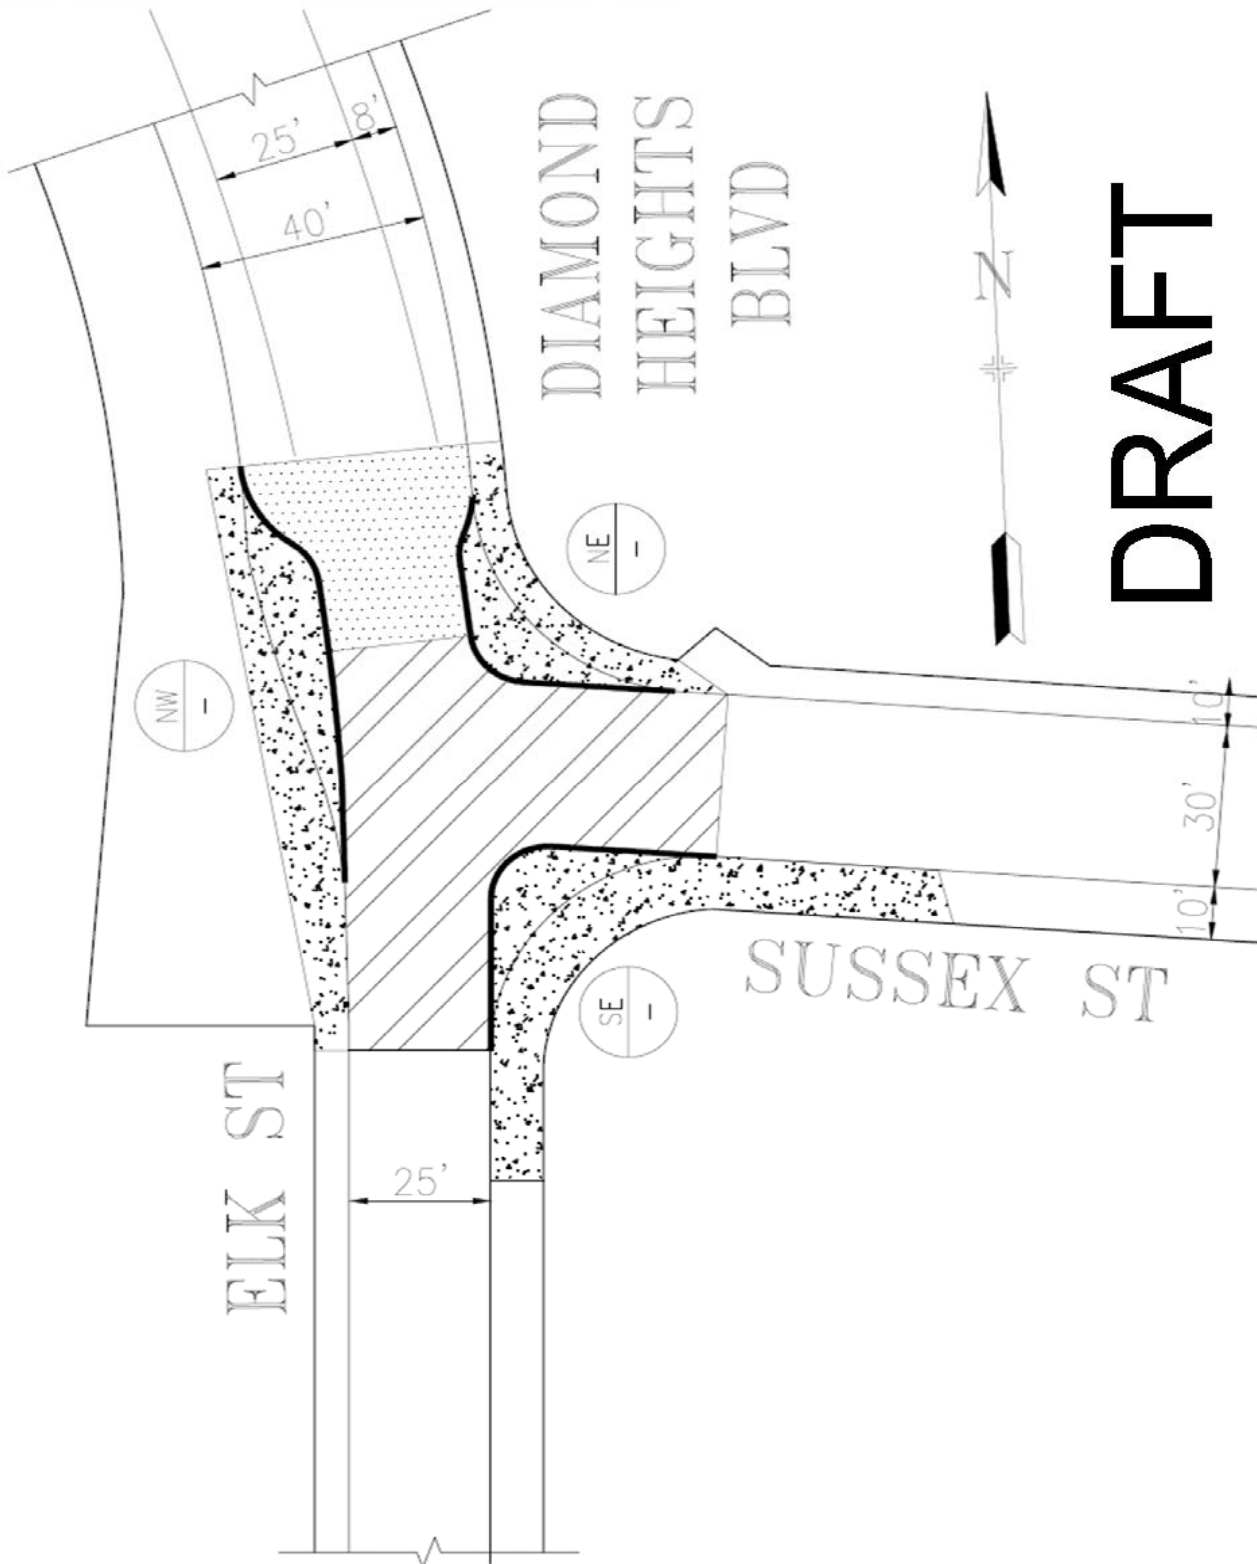 25'
8'
40'
DIAMOND
HEIGHTS
BLVD
N
DRAFT
NE
–
NW
–
10'
30'
10'
SUSSEX ST
SE
–
ELK ST
25'